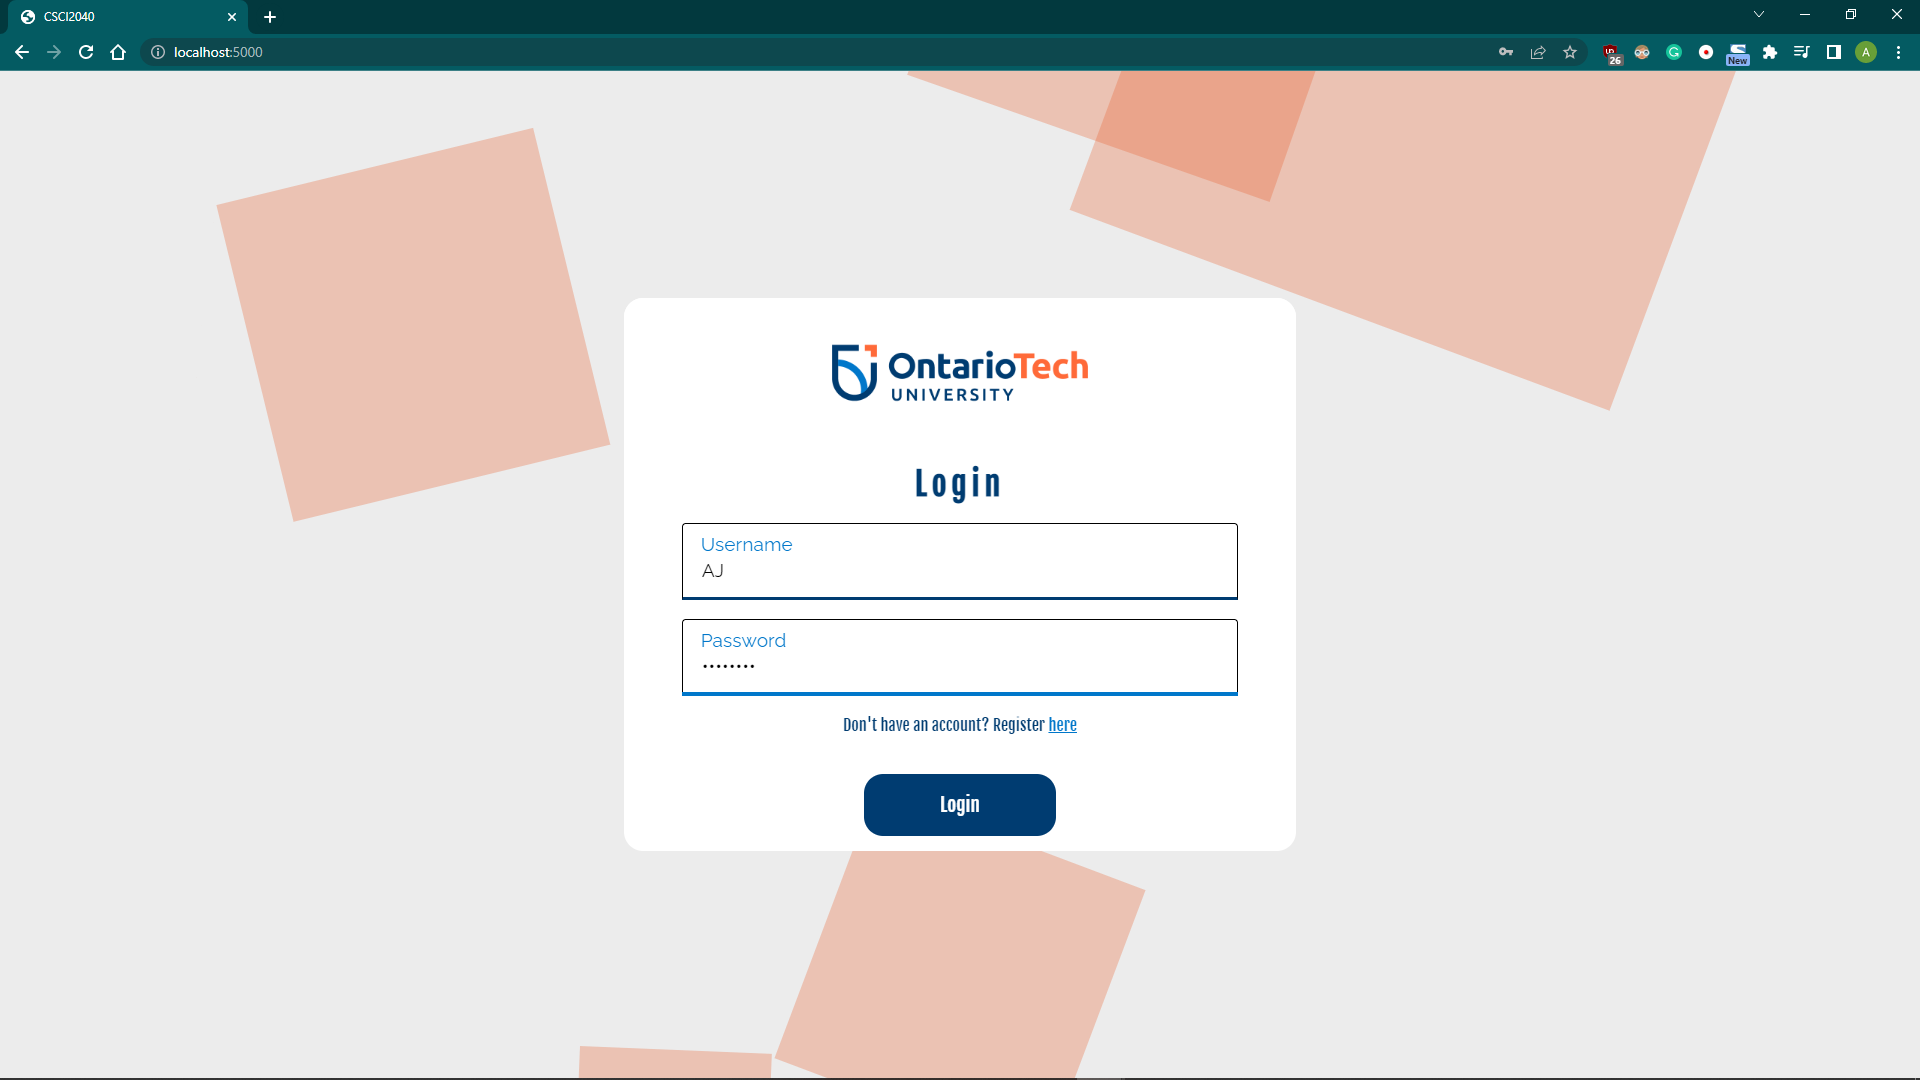 CSCI2040
localhost:5000
26
New
A
OntarioTech
UNIVERSITY
Login
Username
AJ
Password
••••••••
Don't have an account? Register here
Login